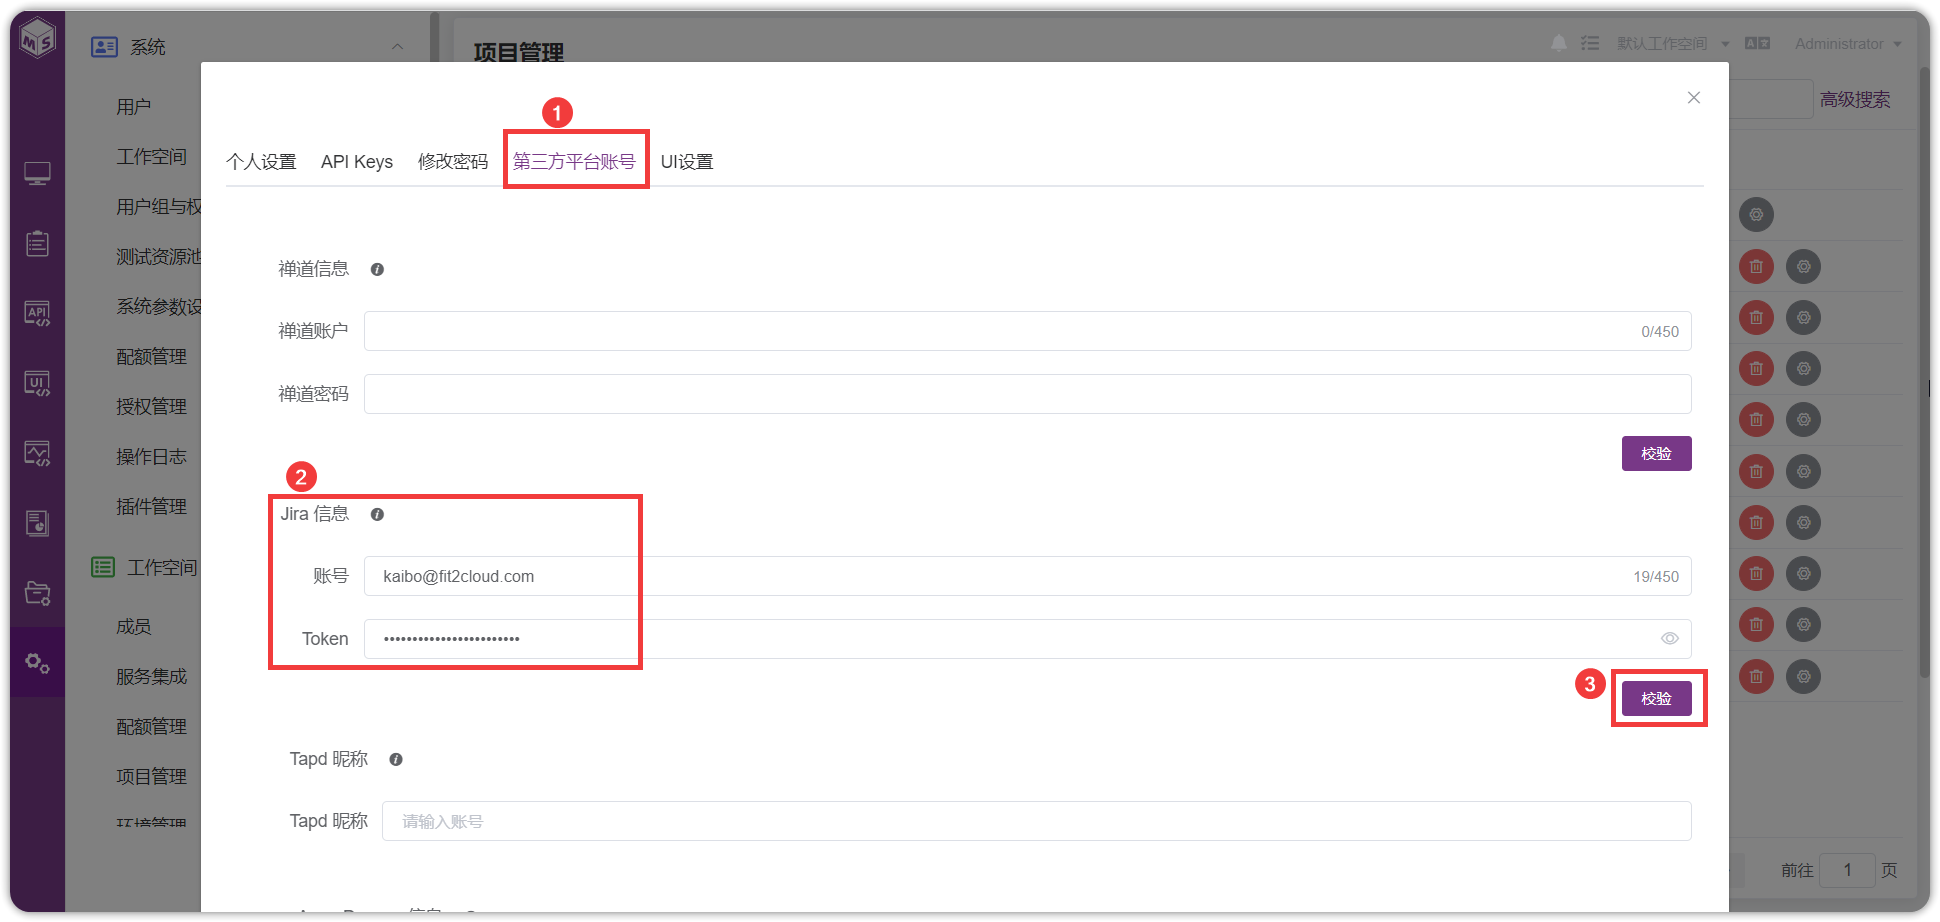 MS
系统
用户
工作空间
用户组与权
测试资源池
系统参数设
配额管理
授权管理
操作日志
插件管理
工作空间
成员
服务集成
配额管理
项目管理
环境管理
API
UI
项目管理
默认工作空间
Administrator
高级搜索
1
个人设置
API Keys
修改密码
第三方平台账号
UI设置
禅道信息
禅道账户
0/450
禅道密码
校验
2
Jira 信息
账号
kaibo@fit2cloud.com
19/450
Token
•••••••••••••••••••••••••
3
校验
Tapd 昵称
Tapd 昵称
请输入账号
前往
1
页